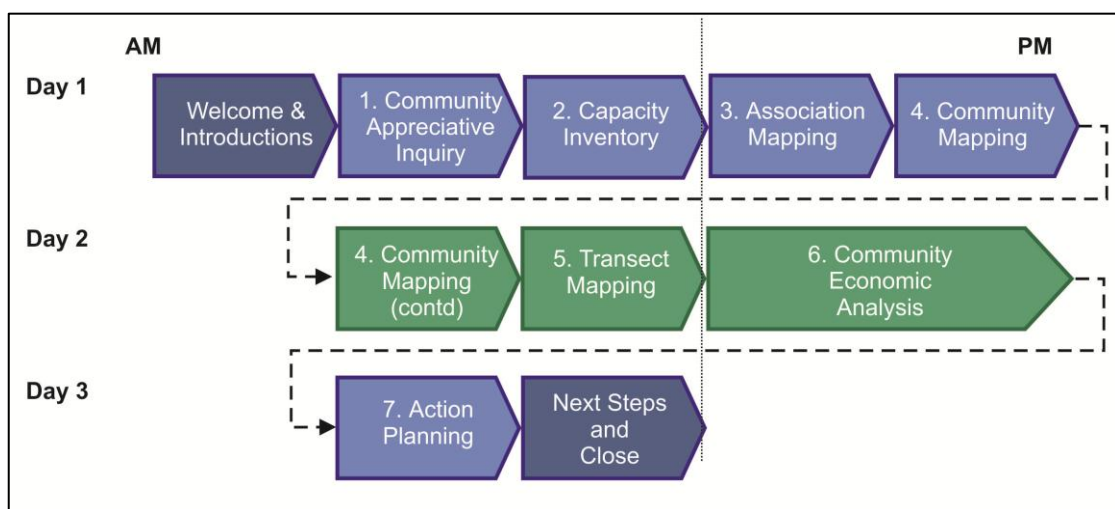 AM
PM
Day 1
Welcome &
Introductions
1. Community
Appreciative
Inquiry
2. Capacity
Inventory
3. Association
Mapping
4. Community
Mapping
Day 2
4. Community
Mapping
(contd)
5. Transect
Mapping
6. Community
Economic
Analysis
Day 3
7. Action
Planning
Next Steps
and
Close